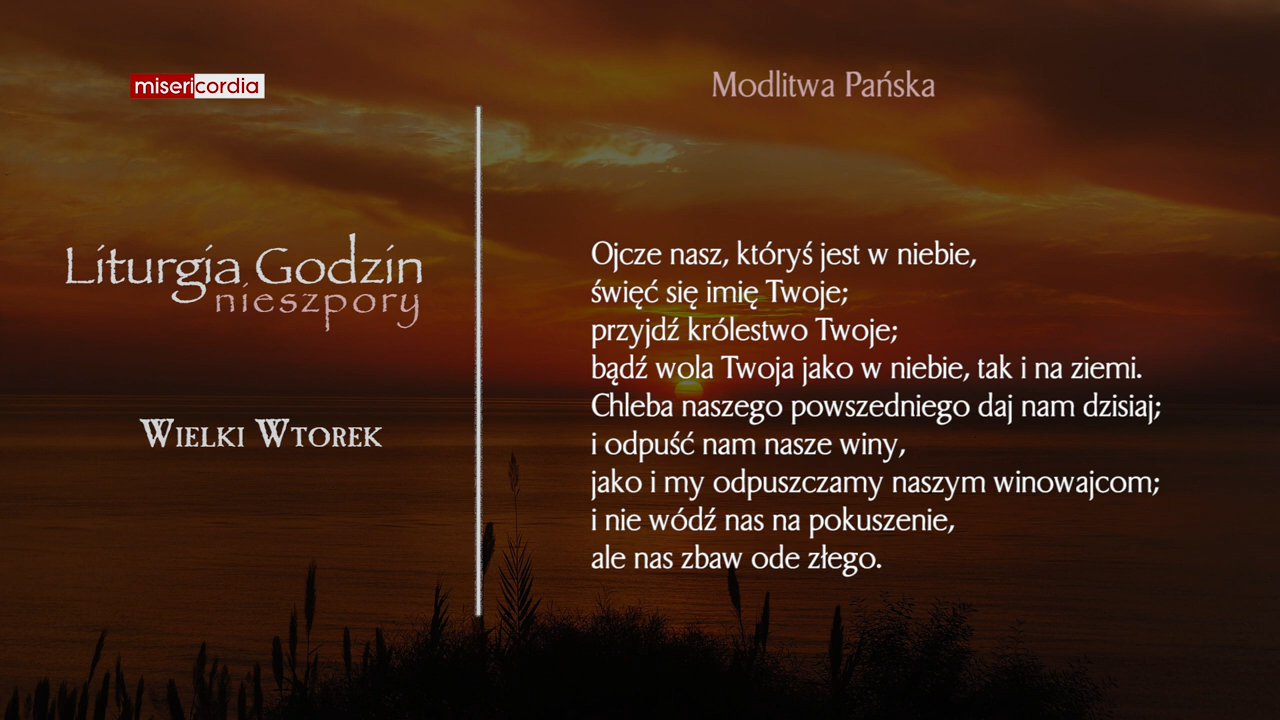 misericordia
Liturgia Godzin
nieszpory
Wielki Wtorek
Modlitwa Pańska
Ojcze nasz, któryś jest w niebie,
święć się imię Twoje;
przyjdź królestwo Twoje;
bądź wola Twoja jako w niebie, tak i na ziemi.
Chleba naszego powszedniego daj nam dzisiaj;
i odpuść nam nasze winy,
jako i my odpuszczamy naszym winowajcom;
i nie wódź nas na pokuszenie,
ale nas zbaw ode złego.